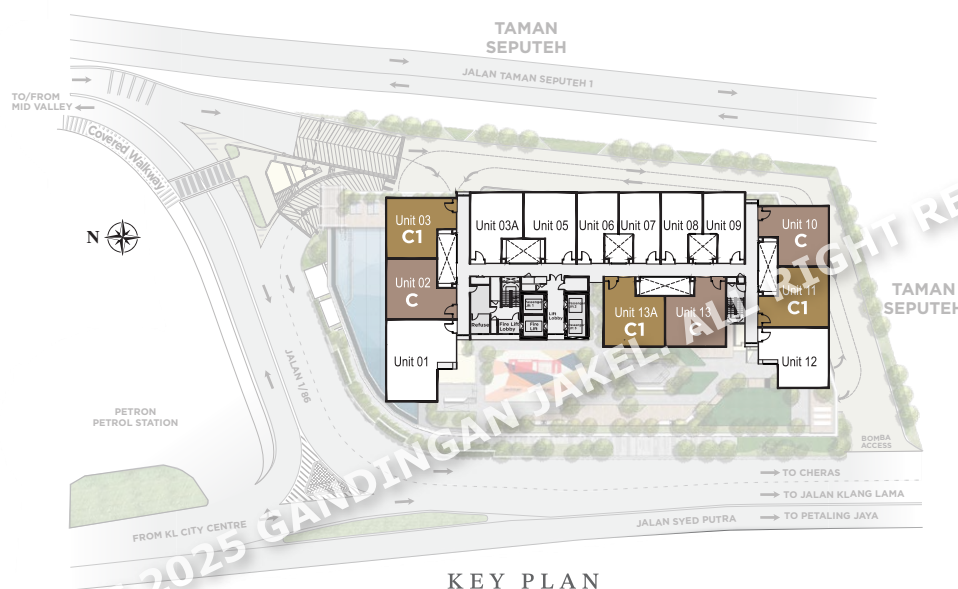 TAMAN
SEPUTEH
JALAN TAMAN SEPUTEH 1
TO/FROM
MID VALLEY
Covered Walkway
N
Unit 03
C1
Unit 03A
Unit 05
Unit 06
Unit 07
Unit 08
Unit 09
Unit 10
C
Unit 02
C
Unit 11
C1
TAMAN
SEPUTEH
Unit 13A
C1
Unit 13
C
Refuse
Fire Lift
Lobby
Fire
Lift
Lift
Lobby
Unit 01
Unit 12
JALAN 1/86
PETRON
PETROL STATION
BOMBA
ACCESS
TO CHERAS
TO JALAN KLANG LAMA
FROM KL CITY CENTRE
JALAN SYED PUTRA
TO PETALING JAYA
2025 GANDINGAN JAKEL. ALL RIGHT RE
KEY PLAN